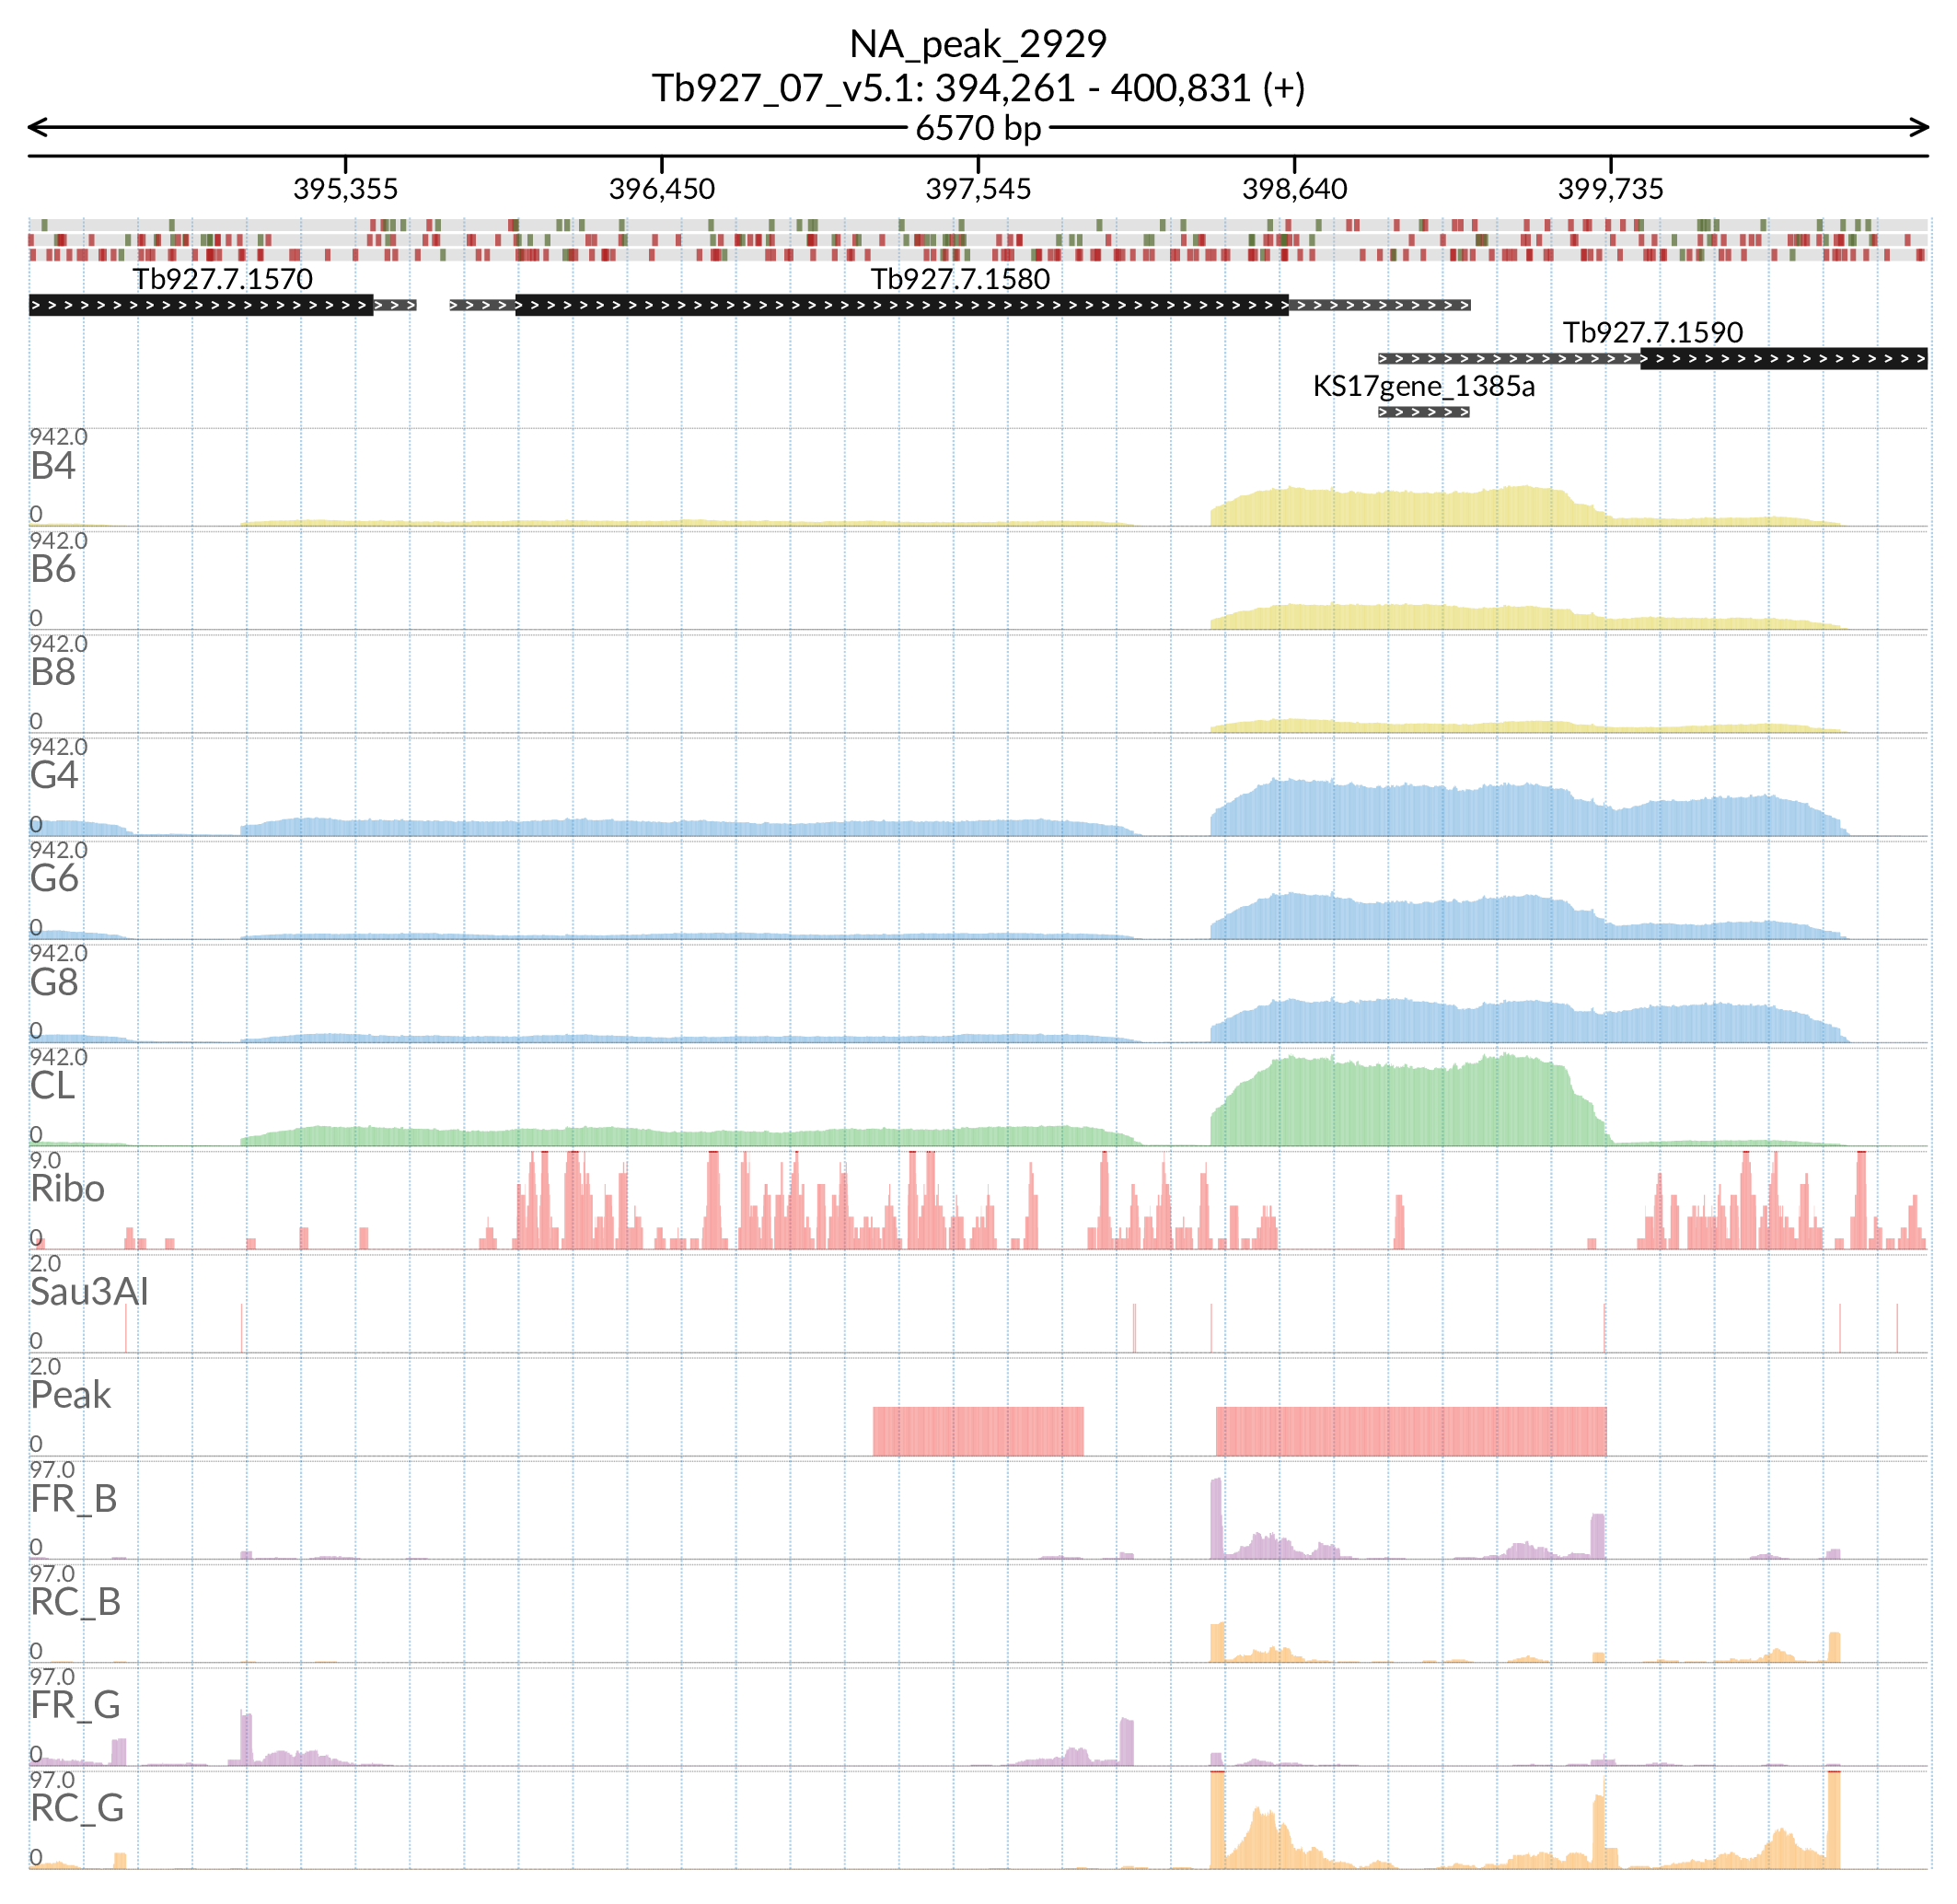 NA_peak_2929
Tb927_07_v5.1: 394,261 - 400,831 (+)
6570 bp
395,355 396,450 397,545 398,640 399,735
Tb927.7.1570 Tb927.7.1580
Tb927.7.1590
KS17gene_1385a
942.0
B4
0
942.0
B6
0
942.0
B8
0
942.0
G4
0
942.0
G6
0
942.0
G8
0
942.0
CL
0
9.0
Ribo
0
2.0
Sau3AI
0
2.0
Peak
0
97.0
FR_B
0
97.0
RC_B
0
97.0
FR_G
0
97.0
RC_G
0